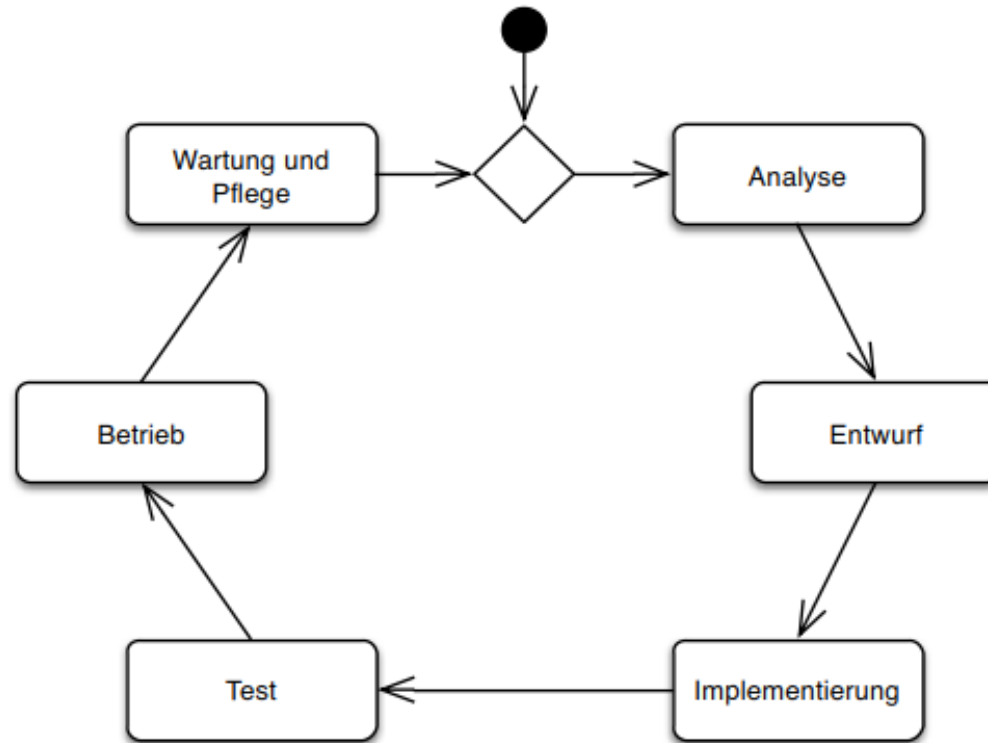 Wartung und
Pflege
Analyse
Betrieb
Entwurf
Test
Implementierung